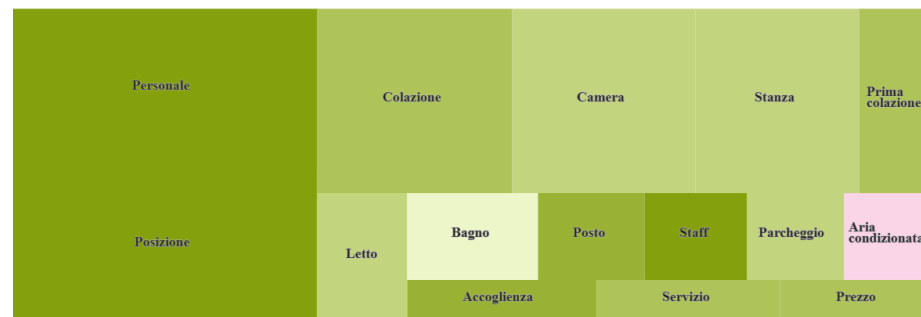 Personale
Colazione
Camera
Stanza
Prima
colazione
Posizione
Letto
Bagno
Posto
Staff
Parcheggio
Aria
condizionata
Accoglienza
Servizio
Prezzo